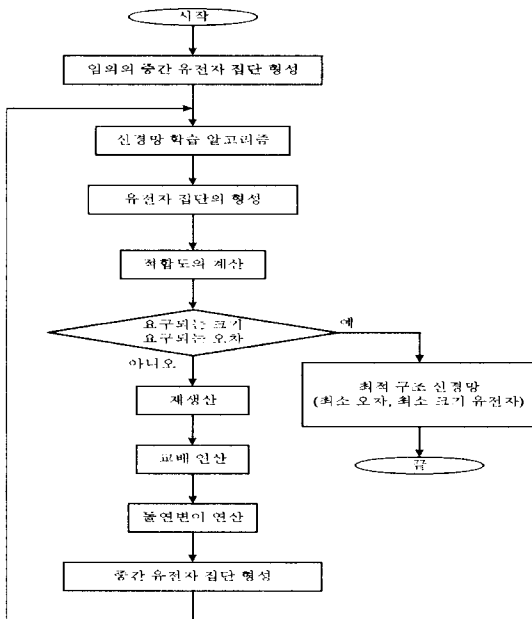 시작
임의의 중간 유전자 집단 형성
신경망 학습 알고리즘
유전자 집단의 형성
적합도의 계산
요구되는 크기
요구되는 오차
예
아니오
최적 구조 신경망
(최소 오차, 최소 크기 유전자)
재생산
끝
교배 연산
돌연변이 연산
중간 유전자 집단 형성